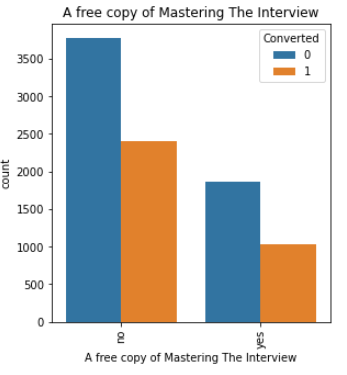 A free copy of Mastering The Interview
Converted
0
1
3500
3000
2500
2000
1500
1000
500
0
count
no
yes
A free copy of Mastering The Interview